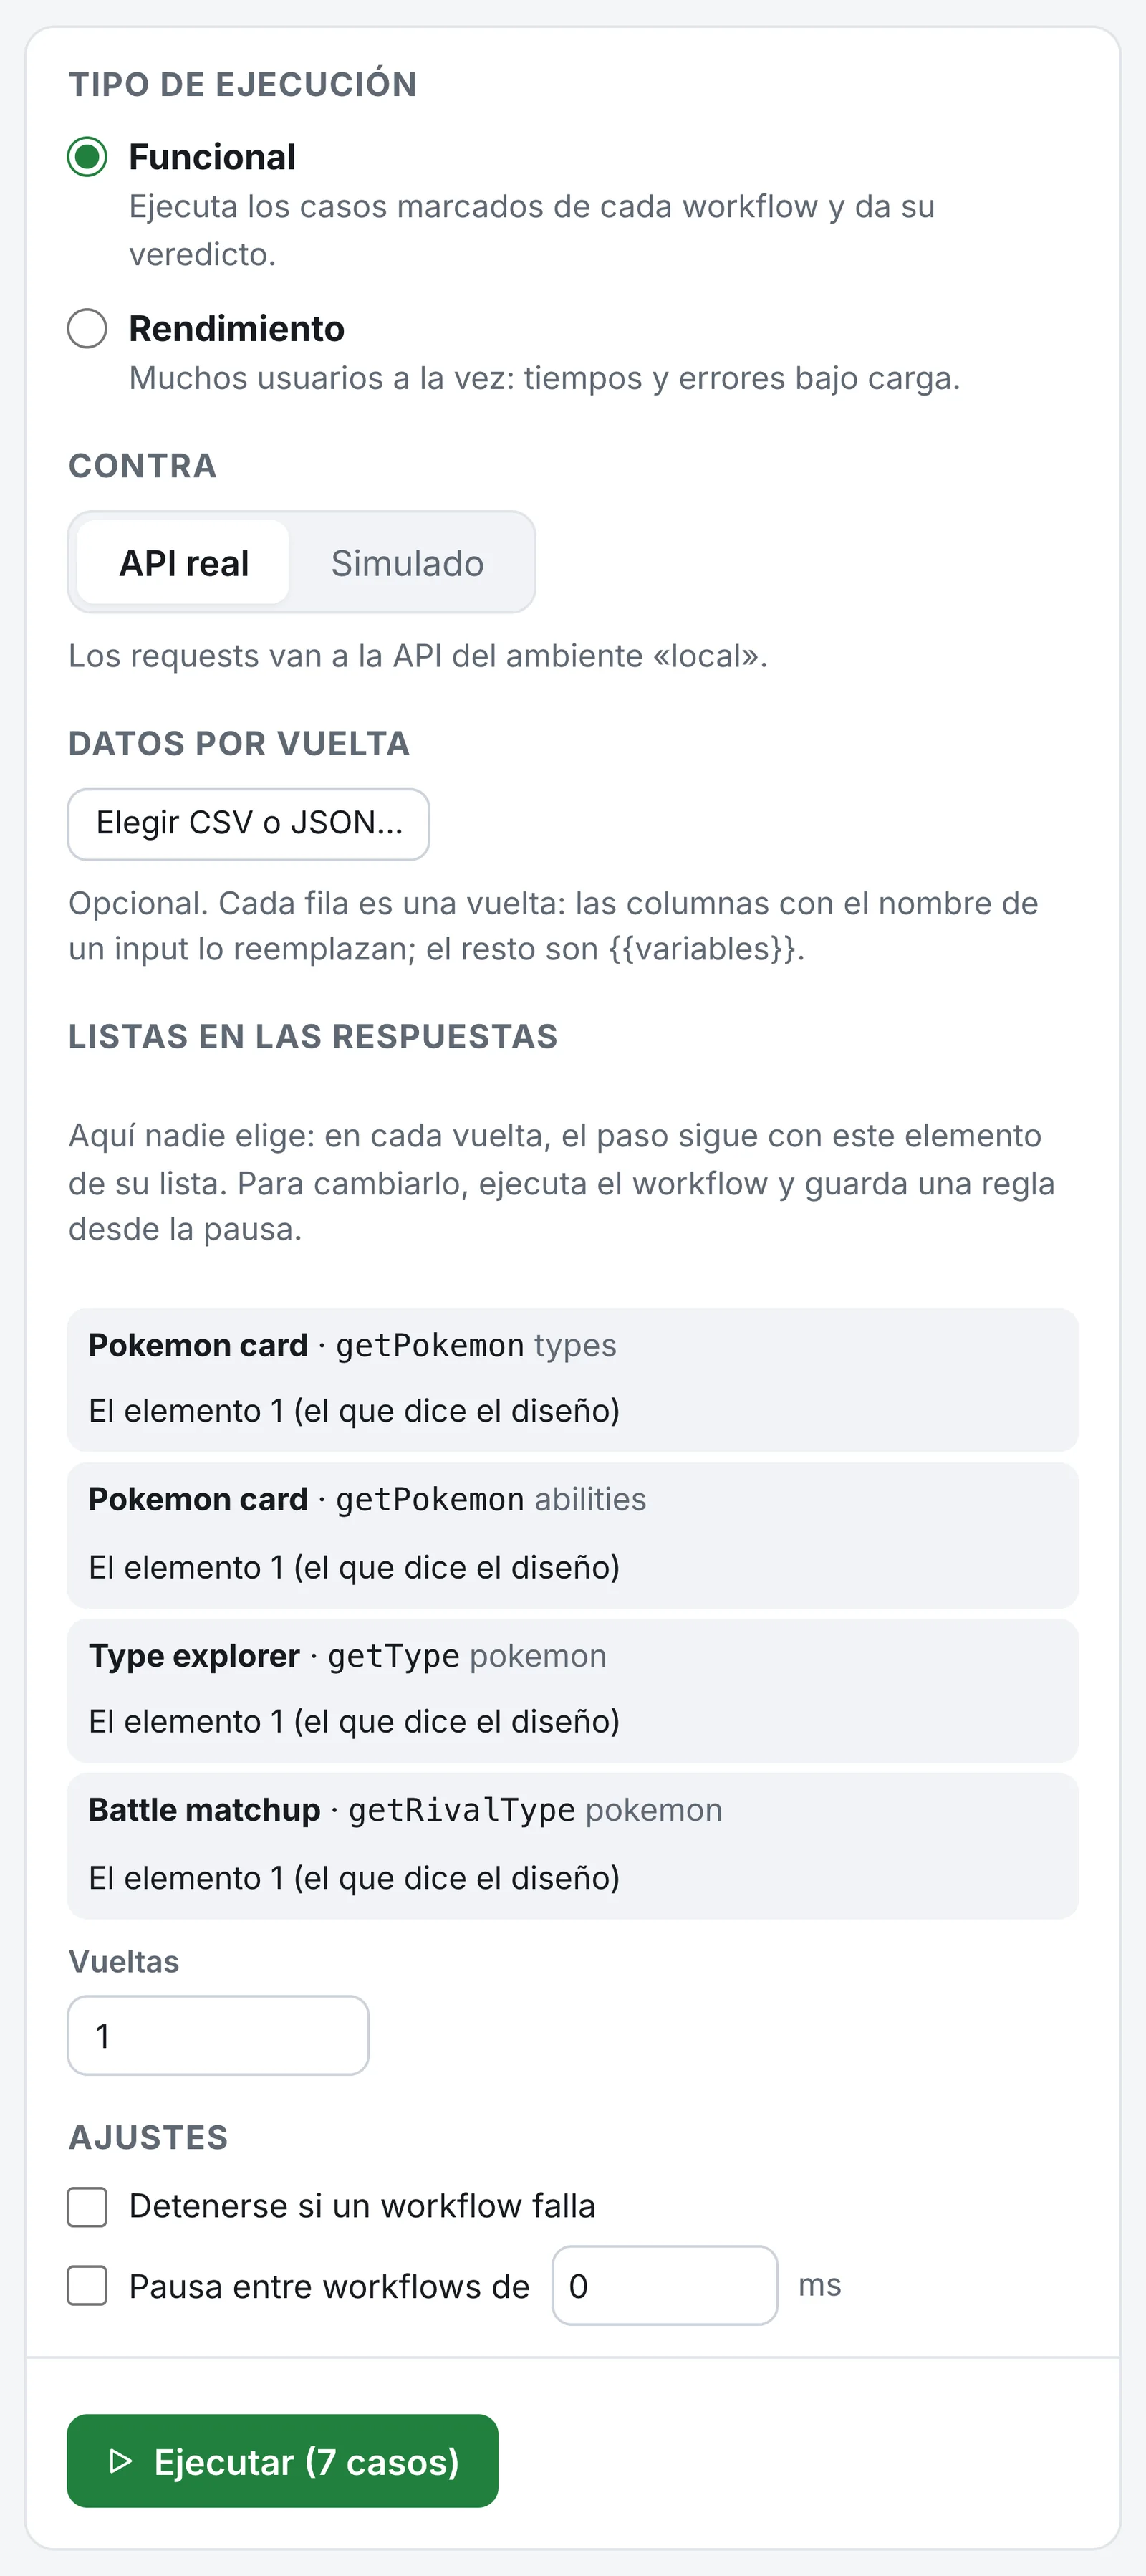 TIPO DE EJECUCIÓN
Funcional
Ejecuta los casos marcados de cada workflow y da su
veredicto.
Rendimiento
Muchos usuarios a la vez: tiempos y errores bajo carga.
CONTRA
API real Simulado
Los requests van a la API del ambiente «local».
DATOS POR VUELTA
Elegir CSV o JSON...
Opcional. Cada fila es una vuelta: las columnas con el nombre de
un input lo reemplazan; el resto son {{variables}}.
LISTAS EN LAS RESPUESTAS
Aquí nadie elige: en cada vuelta, el paso sigue con este elemento
de su lista. Para cambiarlo, ejecuta el workflow y guarda una regla
desde la pausa.
Pokemon card · getPokemon types
El elemento 1 (el que dice el diseño)
Pokemon card · getPokemon abilities
El elemento 1 (el que dice el diseño)
Type explorer · getType pokemon
El elemento 1 (el que dice el diseño)
Battle matchup · getRivalType pokemon
El elemento 1 (el que dice el diseño)
Vueltas
1
AJUSTES
Detenerse si un workflow falla
Pausa entre workflows de 0 ms
Ejecutar (7 casos)